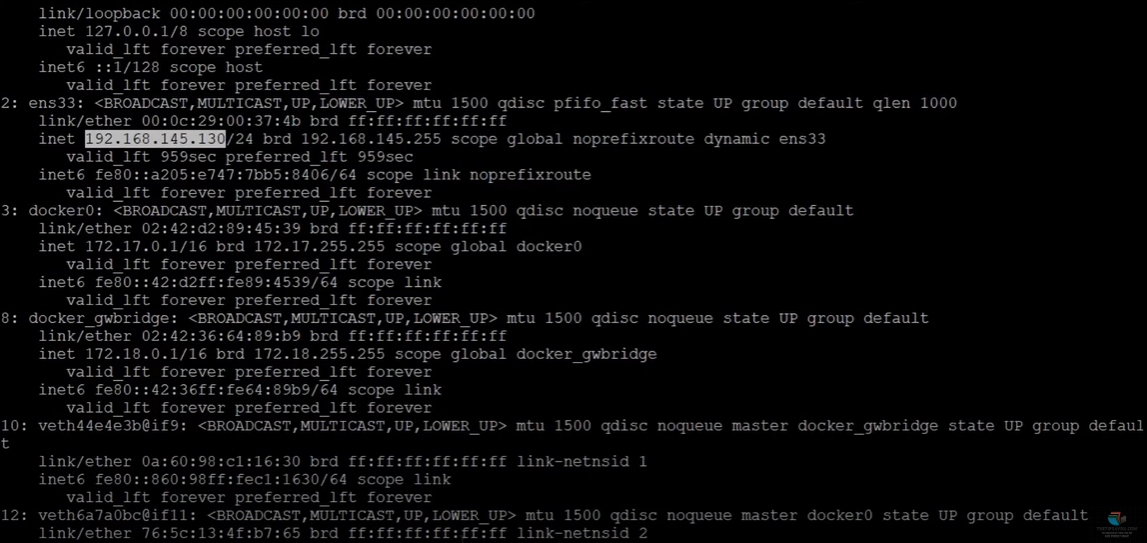 link/loopback 00:00:00:00:00:00 brd 00:00:00:00:00:00
inet 127.0.0.1/8 scope host lo
valid_lft forever preferred_lft forever
inet6 ::1/128 scope host
valid_lft forever preferred_lft forever
2: ens33: <BROADCAST,MULTICAST,UP,LOWER_UP> mtu 1500 qdisc pfifo_fast state UP group default qlen 1000
link/ether 00:0c:29:00:37:4b brd ff:ff:ff:ff:ff:ff
inet 192.168.145.130/24 brd 192.168.145.255 scope global noprefixroute dynamic ens33
valid_lft 959sec preferred_lft 959sec
inet6 fe80::a205:e747:7bb5:8406/64 scope link noprefixroute
valid_lft forever preferred_lft forever
3: docker0: <BROADCAST,MULTICAST,UP,LOWER_UP> mtu 1500 qdisc noqueue state UP group default
link/ether 02:42:d2:89:45:39 brd ff:ff:ff:ff:ff:ff
inet 172.17.0.1/16 brd 172.17.255.255 scope global docker0
valid_lft forever preferred_lft forever
inet6 fe80::42:d2ff:fe89:4539/64 scope link
valid_lft forever preferred_lft forever
8: docker_gwbridge: <BROADCAST,MULTICAST,UP,LOWER_UP> mtu 1500 qdisc noqueue state UP group default
link/ether 02:42:36:64:89:b9 brd ff:ff:ff:ff:ff:ff
inet 172.18.0.1/16 brd 172.18.255.255 scope global docker_gwbridge
valid_lft forever preferred_lft forever
inet6 fe80::42:36ff:fe64:89b9/64 scope link
valid_lft forever preferred_lft forever
10: veth44e4e3b@if9: <BROADCAST,MULTICAST,UP,LOWER_UP> mtu 1500 qdisc noqueue master docker_gwbridge state UP group defaul
t
link/ether 0a:60:98:c1:16:30 brd ff:ff:ff:ff:ff:ff link-netnsid 1
inet6 fe80::860:98ff:fec1:1630/64 scope link
valid_lft forever preferred_lft forever
12: veth6a7a0bc@if11: <BROADCAST,MULTICAST,UP,LOWER_UP> mtu 1500 qdisc noqueue master docker0 state UP group default
link/ether 76:5c:13:4f:b7:65 brd ff:ff:ff:ff:ff:ff link-netnsid 2